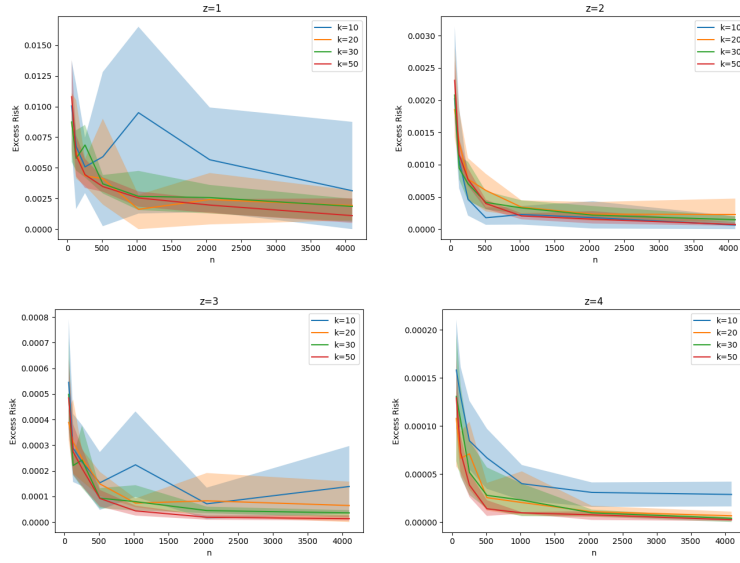 z=1
0.0150
0.0125
0.0100
0.0075
0.0050
0.0025
0.0000
Excess Risk
k=10
k=20
k=30
k=50
0 500 1000 1500 2000 2500 3000 3500 4000
n
z=2
0.0030
0.0025
0.0020
0.0015
0.0010
0.0005
0.0000
Excess Risk
k=10
k=20
k=30
k=50
0 500 1000 1500 2000 2500 3000 3500 4000
n
z=3
0.0008
0.0007
0.0006
0.0005
0.0004
0.0003
0.0002
0.0001
0.0000
Excess Risk
k=10
k=20
k=30
k=50
0 500 1000 1500 2000 2500 3000 3500 4000
n
z=4
0.00020
0.00015
0.00010
0.00005
0.00000
Excess Risk
k=10
k=20
k=30
k=50
0 500 1000 1500 2000 2500 3000 3500 4000
n